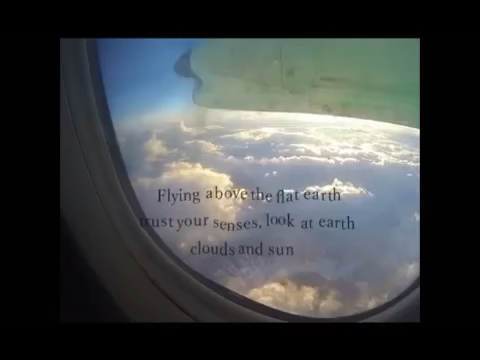 Flying above the flat earth
trust your senses, look at earth
clouds and sun